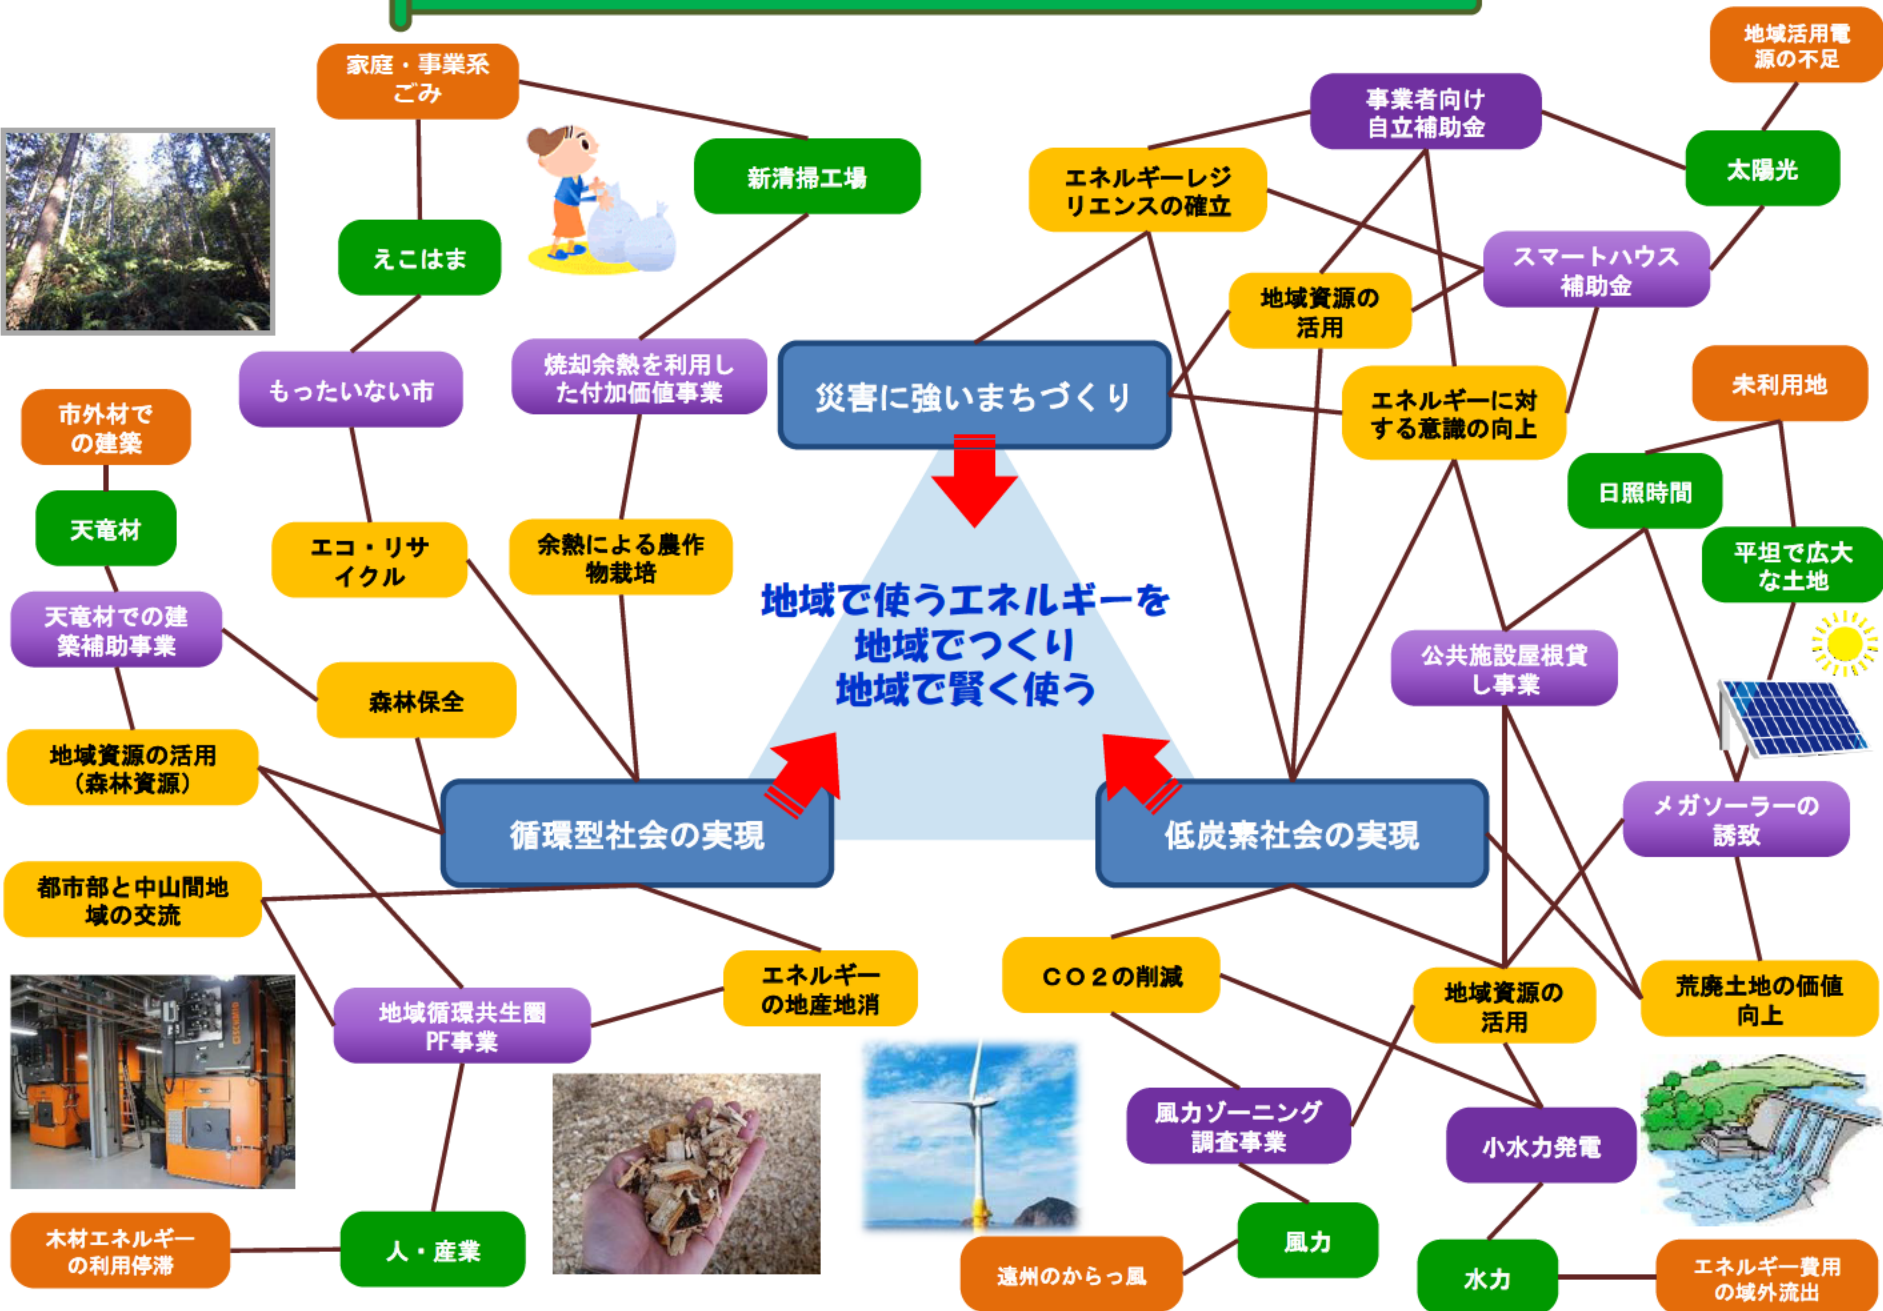 家庭・事業系
ごみ
地域活用電
源の不足
事業者向け
自立補助金
新清掃工場
太陽光
エネルギーレジ
リエンスの確立
えこはま
スマートハウス
補助金
地域資源の
活用
もったいない市
焼却余熱を利用し
た付加価値事業
災害に強いまちづくり
エネルギーに対
する意識の向上
未利用地
市外材で
の建築
日照時間
天竜材
エコ・リサ
イクル
余熱による農作
物栽培
平坦で広大
な土地
地域で使うエネルギーを
地域でつくり
地域で賢く使う
天竜材での建
築補助事業
公共施設屋根貸
し事業
森林保全
地域資源の活用
（森林資源）
循環型社会の実現
低炭素社会の実現
メガソーラーの
誘致
都市部と中山間地
域の交流
エネルギー
の地産地消
CO2の削減
地域資源の
活用
荒廃土地の価値
向上
地域循環共生圏
PF事業
風力ゾーニング
調査事業
小水力発電
木材エネルギー
の利用停滞
人・産業
風力
遠州のからっ風
水力
エネルギー費用
の域外流出